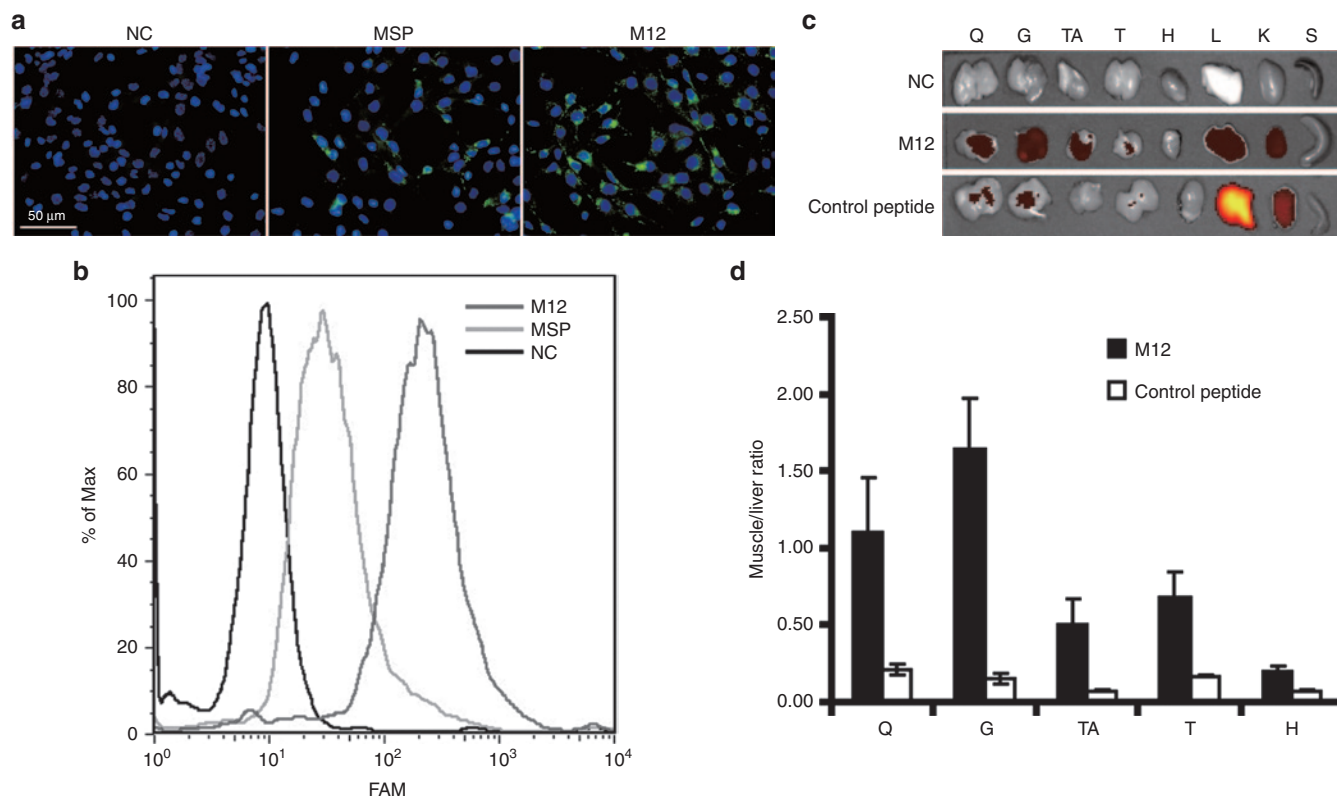 a
NC MSP M12
50 µm
b
100
80
60
40
20
0
% of Max
M12
MSP
NC
10⁰ 10¹ 10² 10³ 10⁴
FAM
c
Q G TA T H L K S
NC
M12
Control peptide
d
2.50
2.00
1.50
1.00
0.50
0.00
Muscle/liver ratio
M12
Control peptide
Q G TA T H